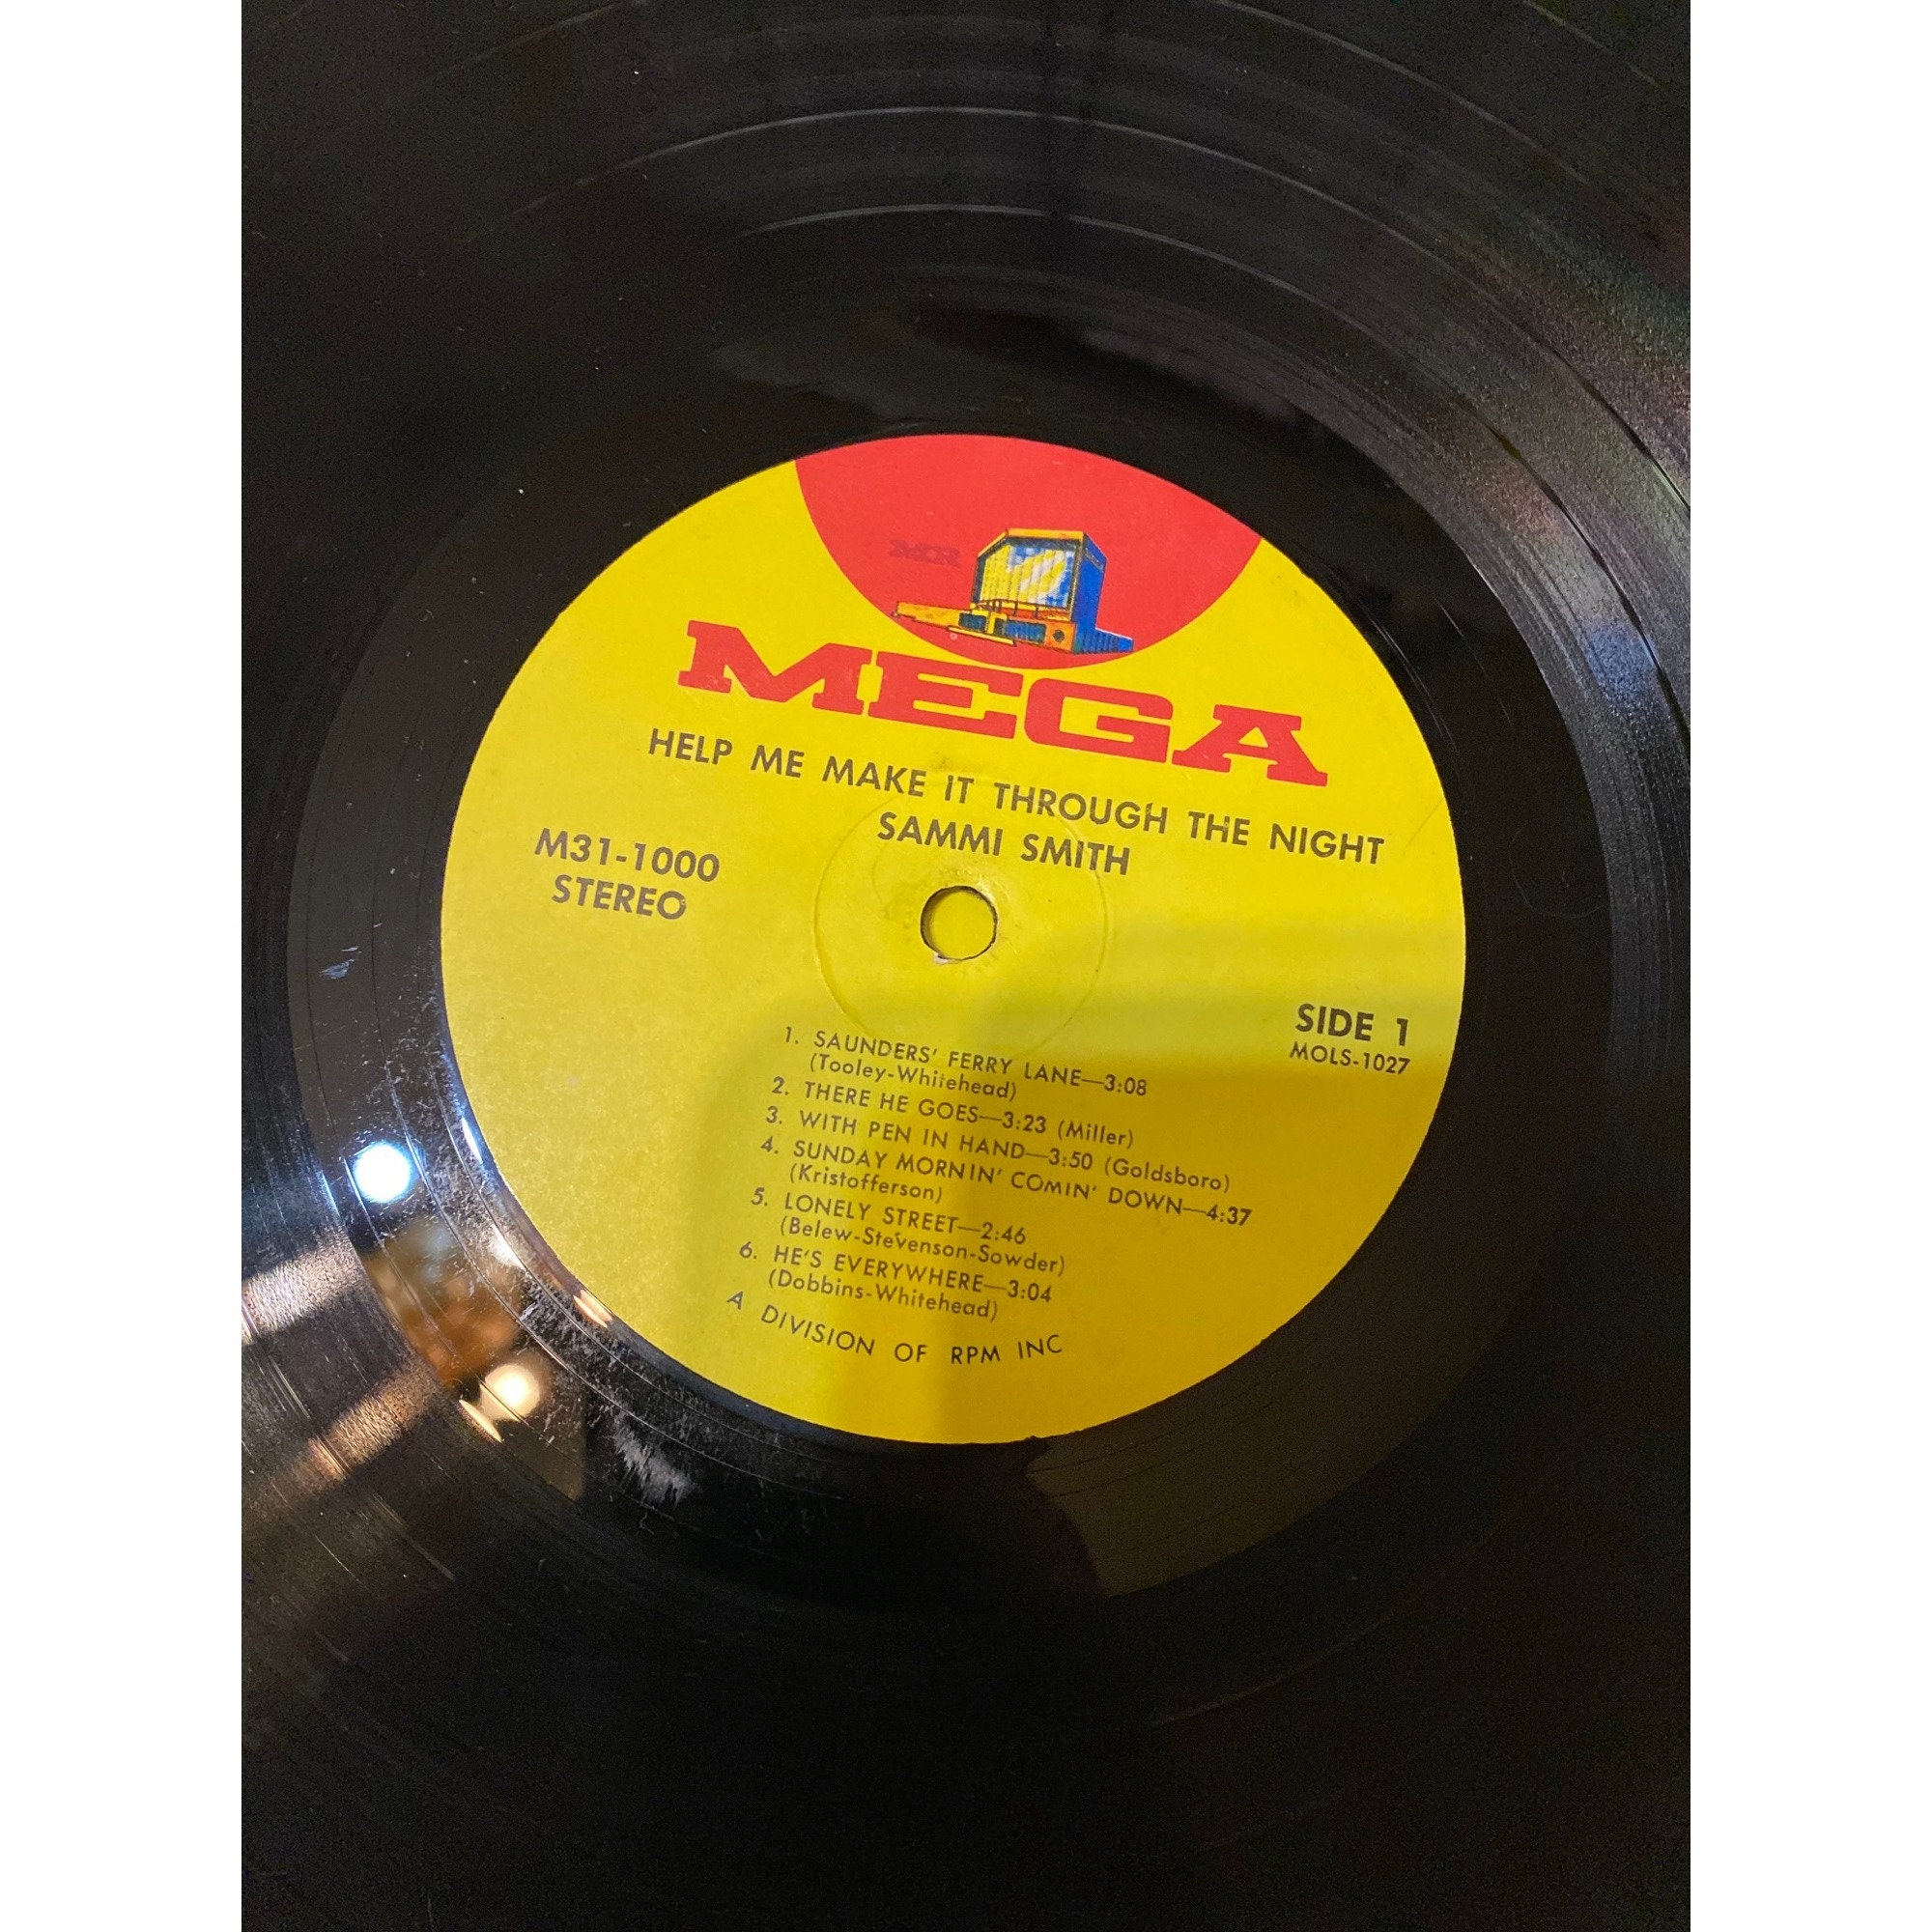 MR
MEGA
HELP ME MAKE IT THROUGH THE NIGHT
SAMMI SMITH
M31-1000
STEREO
SIDE 1
MOLS-1027
1. SAUNDERS' FERRY LANE—3:08
(Tooley-Whitehead)
2. THERE HE GOES—3:23 (Miller)
3. WITH PEN IN HAND—3:50 (Goldsboro)
4. SUNDAY MORNIN' COMIN' DOWN—4:37
(Kristofferson)
5. LONELY STREET—2:46
(Belew-Stevenson-Sowder)
6. HE'S EVERYWHERE—3:04
(Dobbins-Whitehead)
A DIVISION OF RPM INC